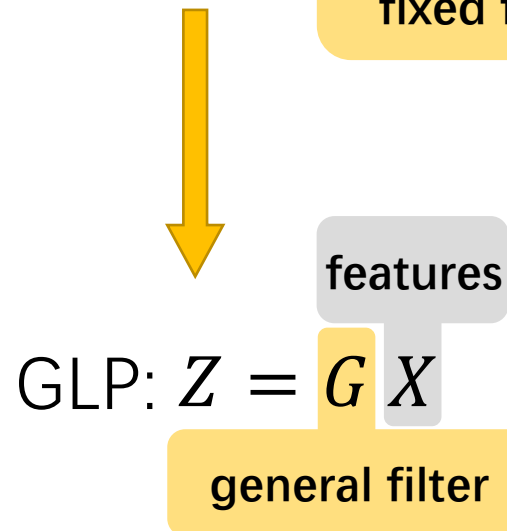 fixed
features
GLP: Z = G X
general filter